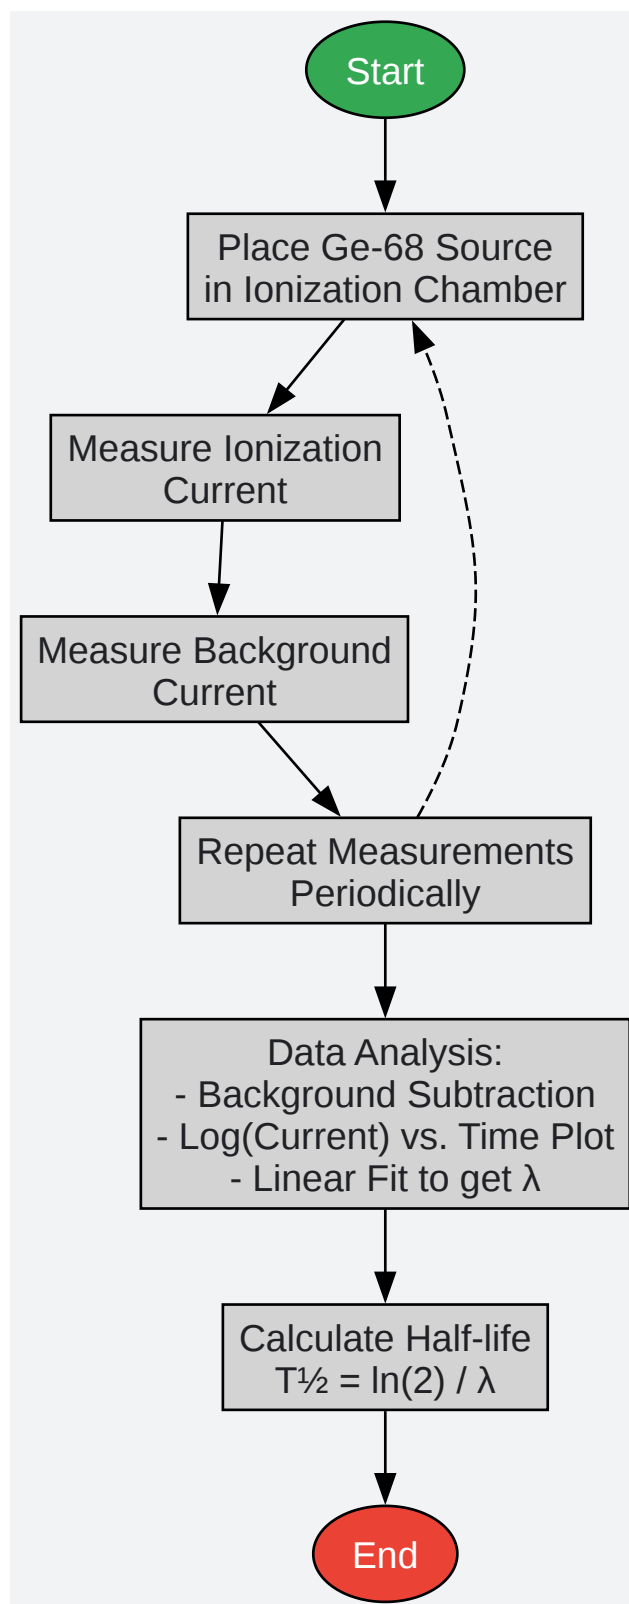 Start
Place Ge-68 Source
in Ionization Chamber
Measure Ionization
Current
Measure Background
Current
Repeat Measurements
Periodically
Data Analysis:
- Background Subtraction
- Log(Current) vs. Time Plot
- Linear Fit to get λ
Calculate Half-life
T½ = ln(2) / λ
End